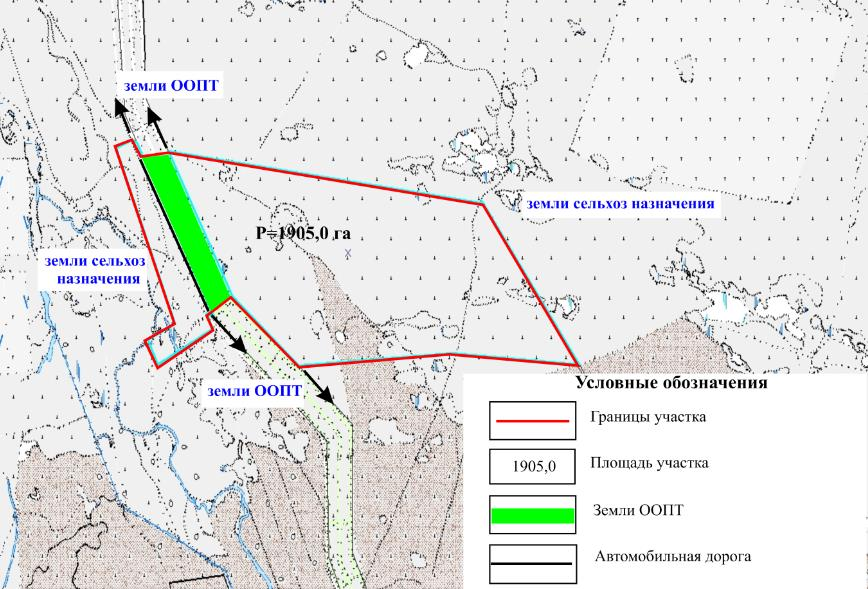 земли ООПТ
земли сельхоз назначения
Р=1905,0 га
земли сельхоз
назначения
земли ООПТ
Условные обозначения
Границы участка
1905,0 Площадь участка
Земли ООПТ
Автомобильная дорога